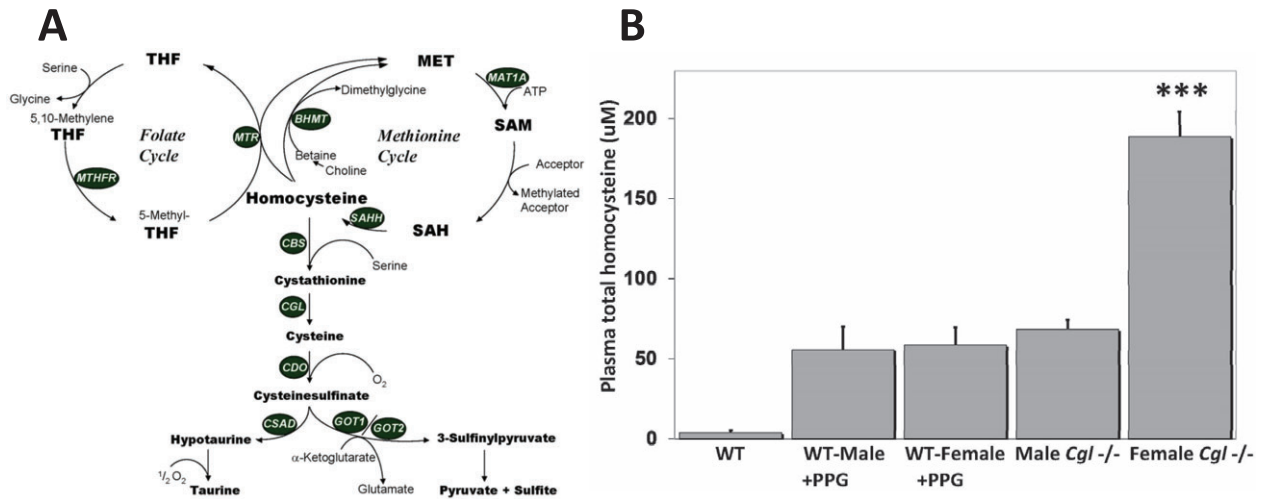 A
THF
Serine
Glycine
5,10-Methylene
THF
Folate
Cycle
MTHFR
5-Methyl-
THF
MTR
BHMT
Dimethylglycine
Betaine
Choline
Methionine
Cycle
MET
MAT1A
ATP
SAM
Acceptor
Methylated
Acceptor
SAH
SAHH
Homocysteine
CBS
Serine
Cystathionine
CGL
Cysteine
CDO
O2
Cysteinesulfinate
CSAD
GOT1
GOT2
Hypotaurine
3-Sulfinylpyruvate
α-Ketoglutarate
1/2 O2
Taurine
Glutamate
Pyruvate + Sulfite
B
Plasma total homocysteine (uM)
200
150
100
50
0
***
WT
WT-Male
+PPG
WT-Female
+PPG
Male Cgl -/-
Female Cgl -/-